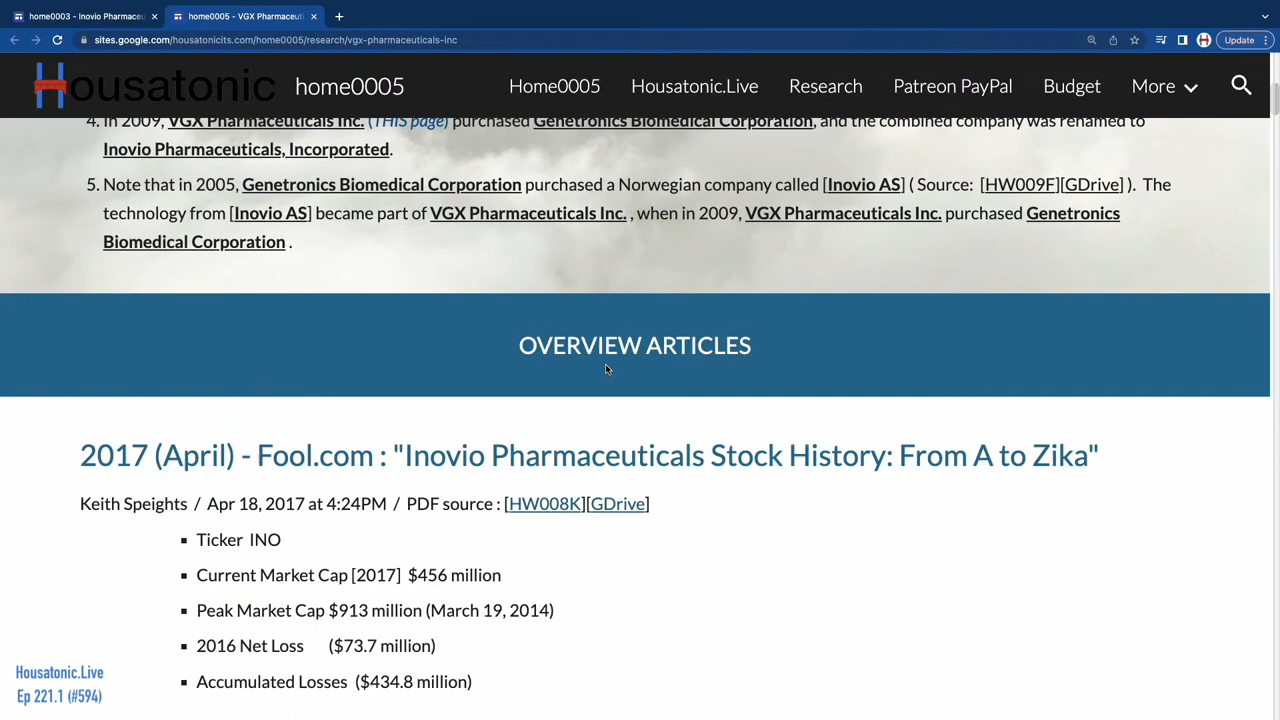 home0003 - Inovio Pharmaceu
home0005 - VGX Pharmaceuti
sites.google.com/housatonicits.com/home0005/research/vgx-pharmaceuticals-inc
Update
Housatonic
home0005
Home0005
Housatonic.Live
Research
Patreon PayPal
Budget
More
4. In 2009, VGX Pharmaceuticals Inc. (THIS page) purchased Genetronics Biomedical Corporation, and the combined company was renamed to
Inovio Pharmaceuticals, Incorporated.
5. Note that in 2005, Genetronics Biomedical Corporation purchased a Norwegian company called [Inovio AS] ( Source: [HW009F][GDrive] ). The
technology from [Inovio AS] became part of VGX Pharmaceuticals Inc. , when in 2009, VGX Pharmaceuticals Inc. purchased Genetronics
Biomedical Corporation .
OVERVIEW ARTICLES
2017 (April) - Fool.com : "Inovio Pharmaceuticals Stock History: From A to Zika"
Keith Speights / Apr 18, 2017 at 4:24PM / PDF source : [HW008K][GDrive]
▪ Ticker INO
▪ Current Market Cap [2017] $456 million
▪ Peak Market Cap $913 million (March 19, 2014)
▪ 2016 Net Loss ($73.7 million)
▪ Accumulated Losses ($434.8 million)
Housatonic.Live
Ep 221.1 (#594)